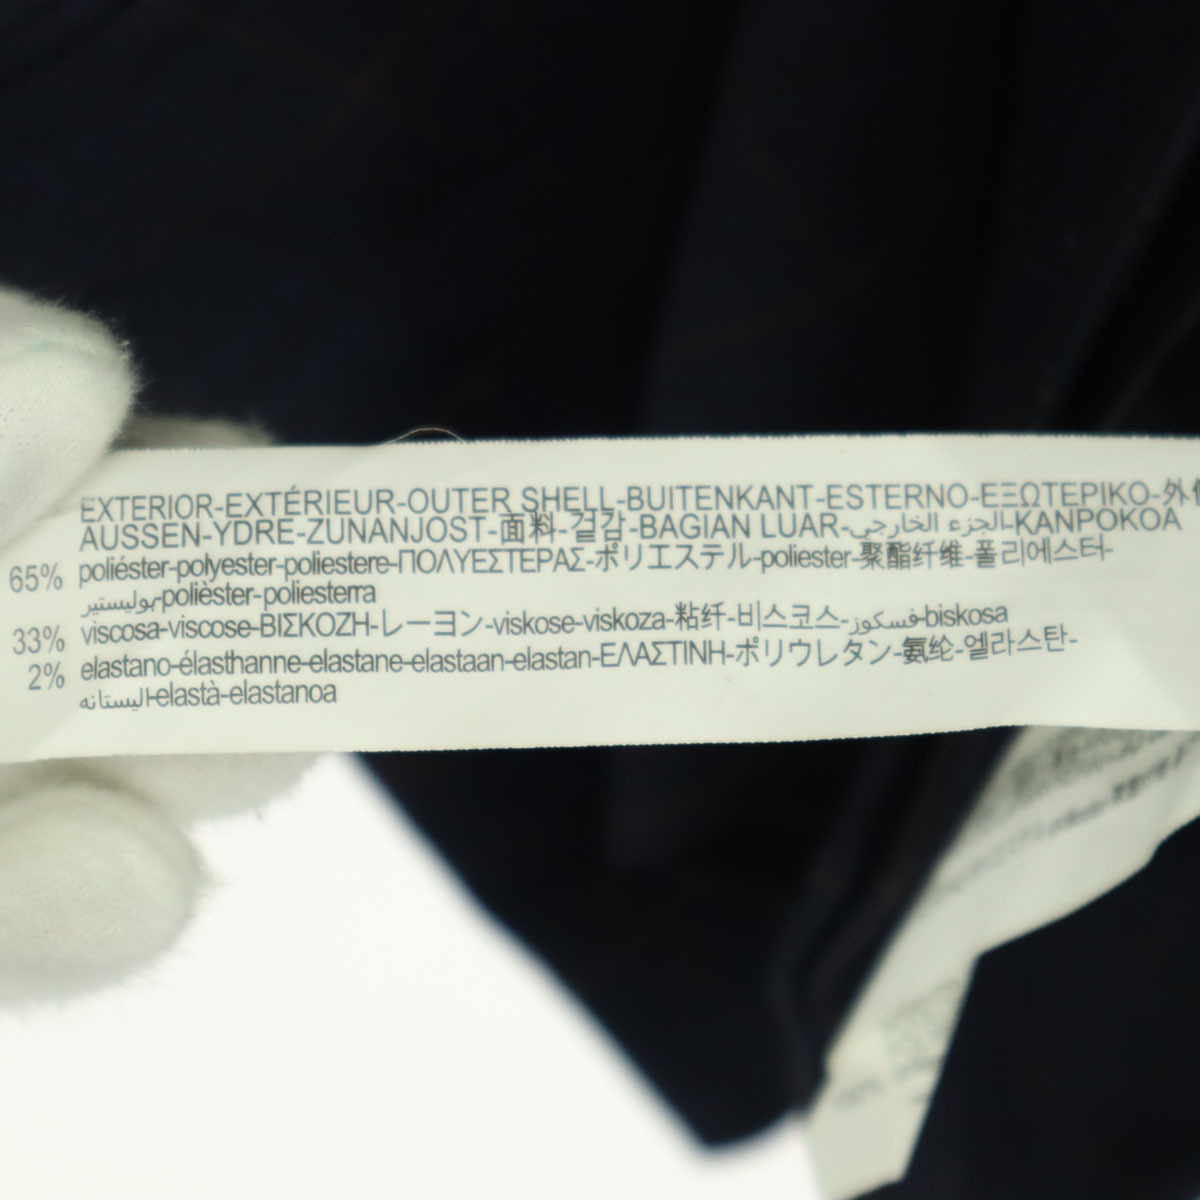 EXTERIOR-EXTÉRIEUR-OUTER SHELL-BUITENKANT-ESTERNO-ΕΞΩΤΕΡΙΚΟ-外側
AUSSEN-YDRE-ZUNANJOST-面料-겉감-BAGIAN LUAR-الجزء الخارجي-KANPOKOA
65% poliéster-polyester-poliestere-ΠΟΛΥΕΣΤΕΡΑΣ-ポリエステル-poliester-聚酯纤维-폴리에스터-
بوليستير-polièster-poliesterra
33% viscosa-viscose-ΒΙΣΚΟΖΗ-レーヨン-viskose-viskoza-粘纤-비스코스-فسكوز-biskosa
2% elastano-élasthanne-elastane-elastaan-elastan-ΕΛΑΣΤΙΝΗ-ポリウレタン-氨纶-엘라스탄-
اليستانه-elastà-elastanoa